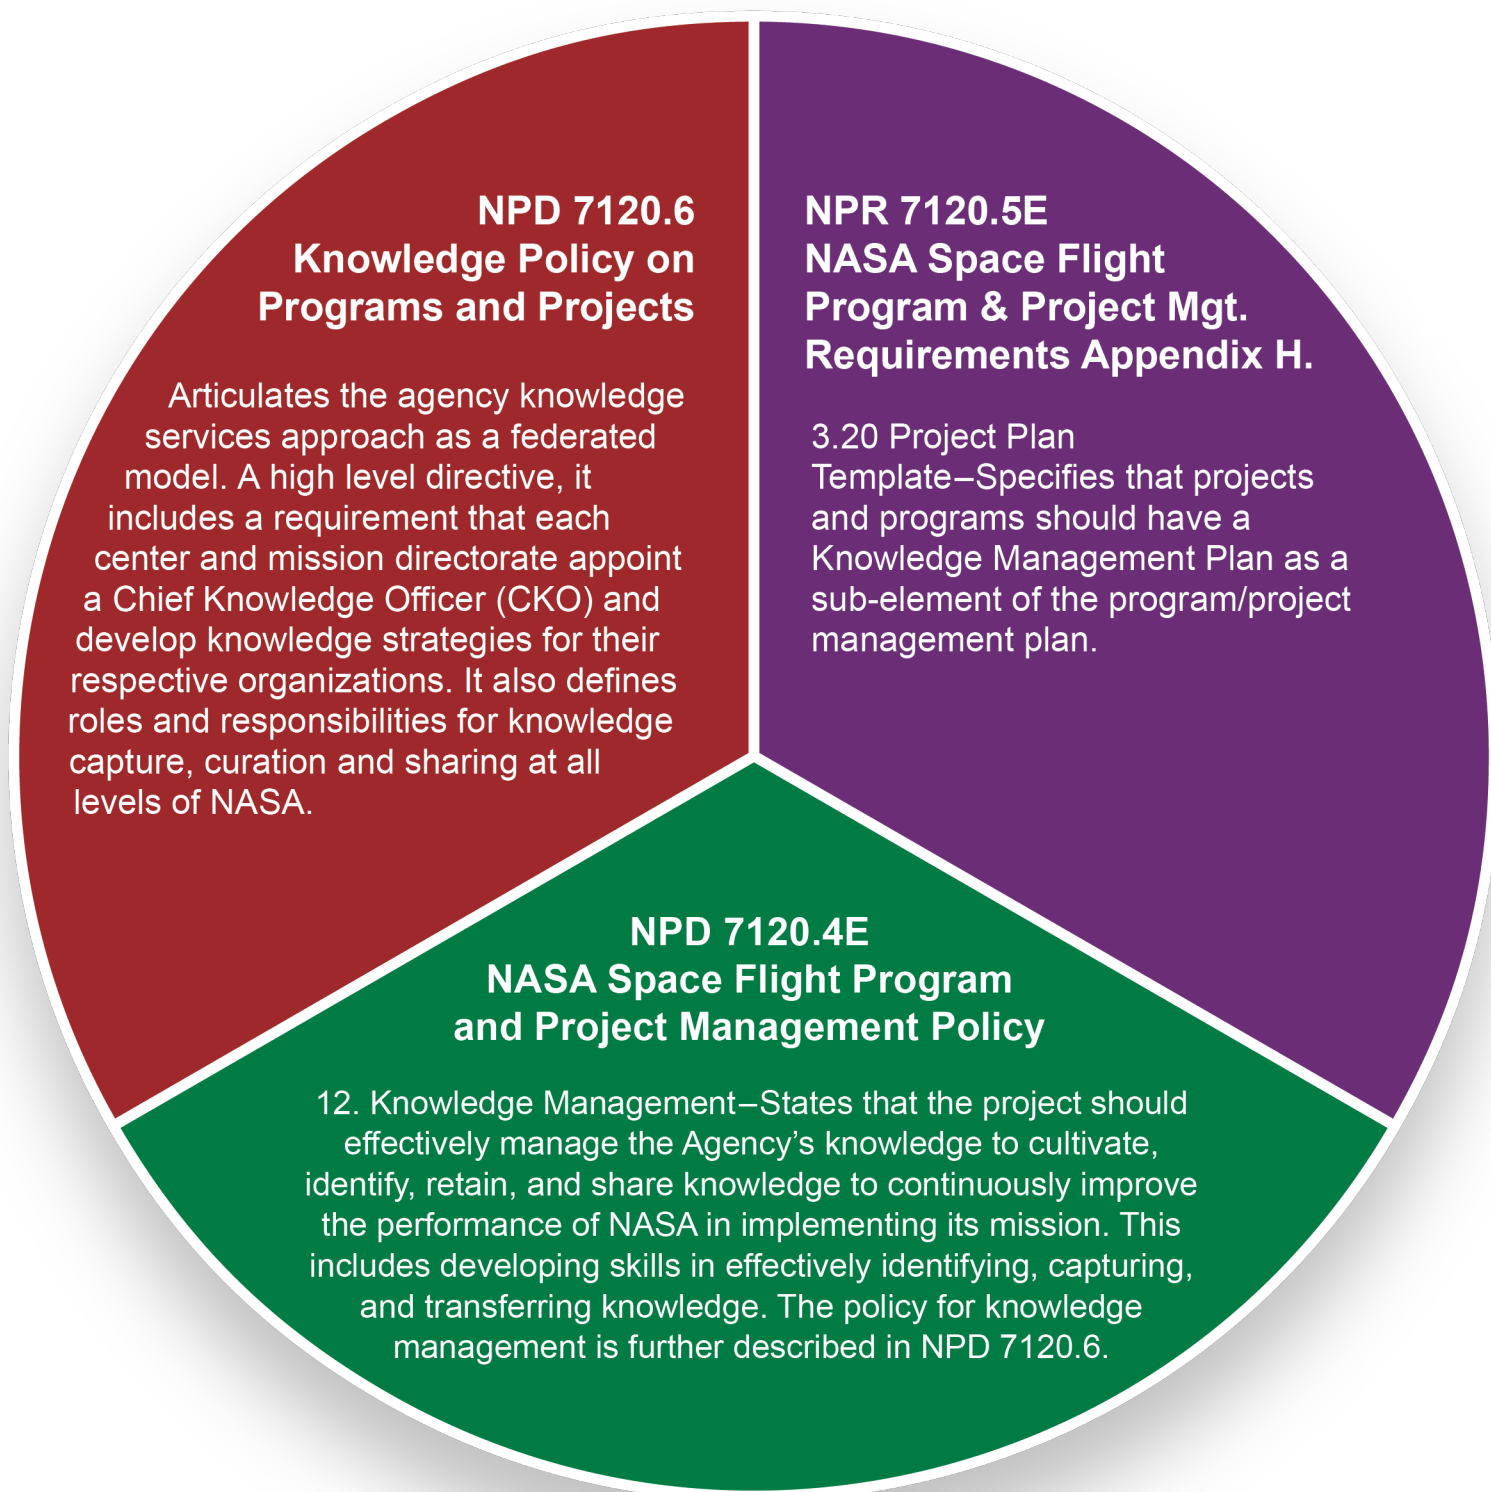 NPD 7120.6
Knowledge Policy on
Programs and Projects
Articulates the agency knowledge
services approach as a federated
model. A high level directive, it
includes a requirement that each
center and mission directorate appoint
a Chief Knowledge Officer (CKO) and
develop knowledge strategies for their
respective organizations. It also defines
roles and responsibilities for knowledge
capture, curation and sharing at all
levels of NASA.
NPR 7120.5E
NASA Space Flight
Program & Project Mgt.
Requirements Appendix H.
3.20 Project Plan
Template–Specifies that projects
and programs should have a
Knowledge Management Plan as a
sub-element of the program/project
management plan.
NPD 7120.4E
NASA Space Flight Program
and Project Management Policy
12. Knowledge Management–States that the project should
effectively manage the Agency’s knowledge to cultivate,
identify, retain, and share knowledge to continuously improve
the performance of NASA in implementing its mission. This
includes developing skills in effectively identifying, capturing,
and transferring knowledge. The policy for knowledge
management is further described in NPD 7120.6.